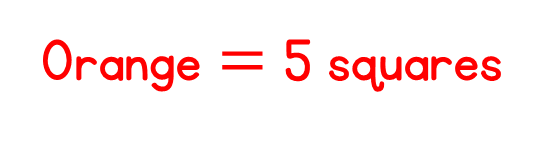 Orange = 5 squares